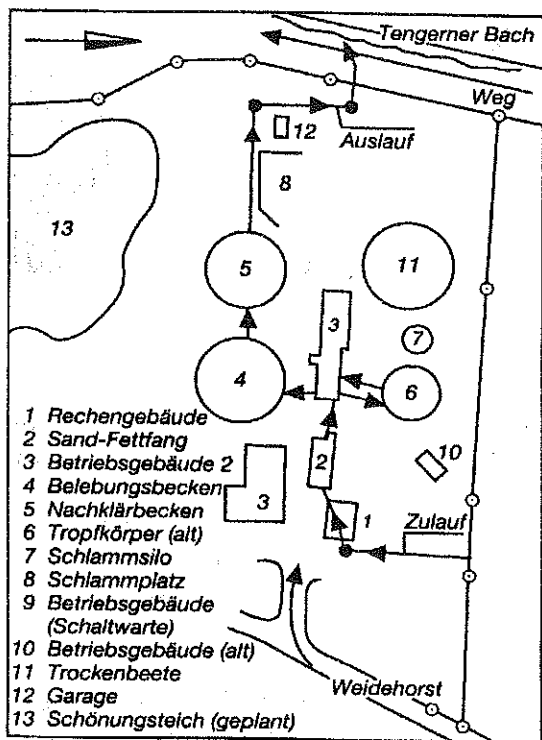 Tengerner Bach
Weg
12
Auslauf
8
13
5
11
3
7
4
6
1 Rechengebäude
2 Sand-Fettfang
3 Betriebsgebäude 2
4 Belebungsbecken
5 Nachklärbecken
6 Tropfkörper (alt)
7 Schlammsilo
8 Schlammplatz
9 Betriebsgebäude
(Schaltwarte)
10 Betriebsgebäude (alt)
11 Trockenbeete
12 Garage
13 Schönungsteich (geplant)
2
10
3
1
Zulauf
Weidehorst